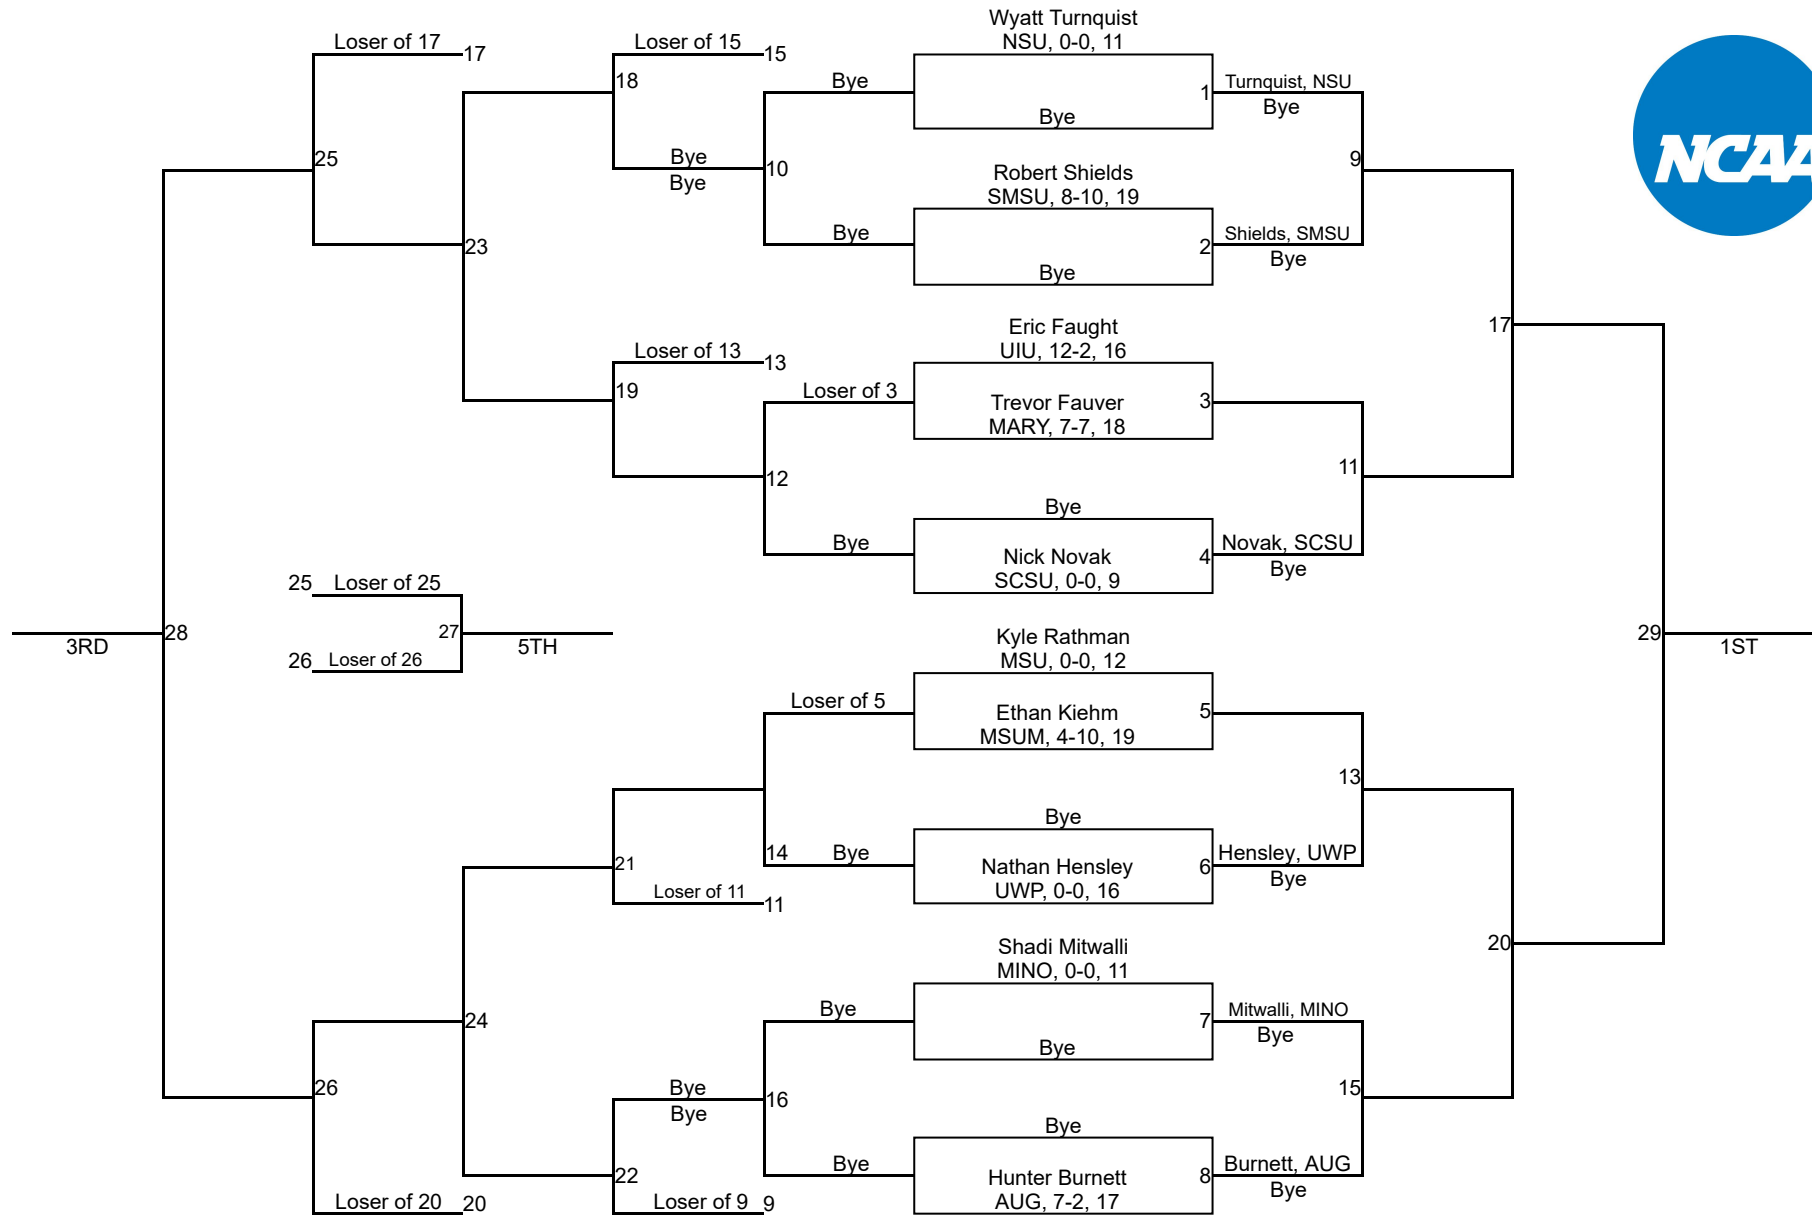 Wyatt Turnquist
NSU, 0-0, 11
Loser of 17
17
Loser of 15
15
18
Bye
1
Turnquist, NSU
Bye
Bye
NCAA
25
Bye
Bye
10
Robert Shields
SMSU, 8-10, 19
9
Bye
2
Shields, SMSU
Bye
Bye
23
Eric Faught
UIU, 12-2, 16
17
Loser of 13
13
19
Loser of 3
Trevor Fauver
MARY, 7-7, 18
3
12
11
Bye
Bye
Nick Novak
SCSU, 0-0, 9
4
Novak, SCSU
Bye
25
Loser of 25
3RD
28
27
5TH
26
Loser of 26
Kyle Rathman
MSU, 0-0, 12
29
1ST
Loser of 5
Ethan Kiehm
MSUM, 4-10, 19
5
13
Bye
21
14
Bye
Nathan Hensley
UWP, 0-0, 16
6
Hensley, UWP
Bye
Loser of 11
11
Shadi Mitwalli
MINO, 0-0, 11
20
24
Bye
7
Mitwalli, MINO
Bye
Bye
26
Bye
Bye
16
15
Bye
22
Bye
Hunter Burnett
AUG, 7-2, 17
8
Burnett, AUG
Bye
Loser of 20
20
Loser of 9
9